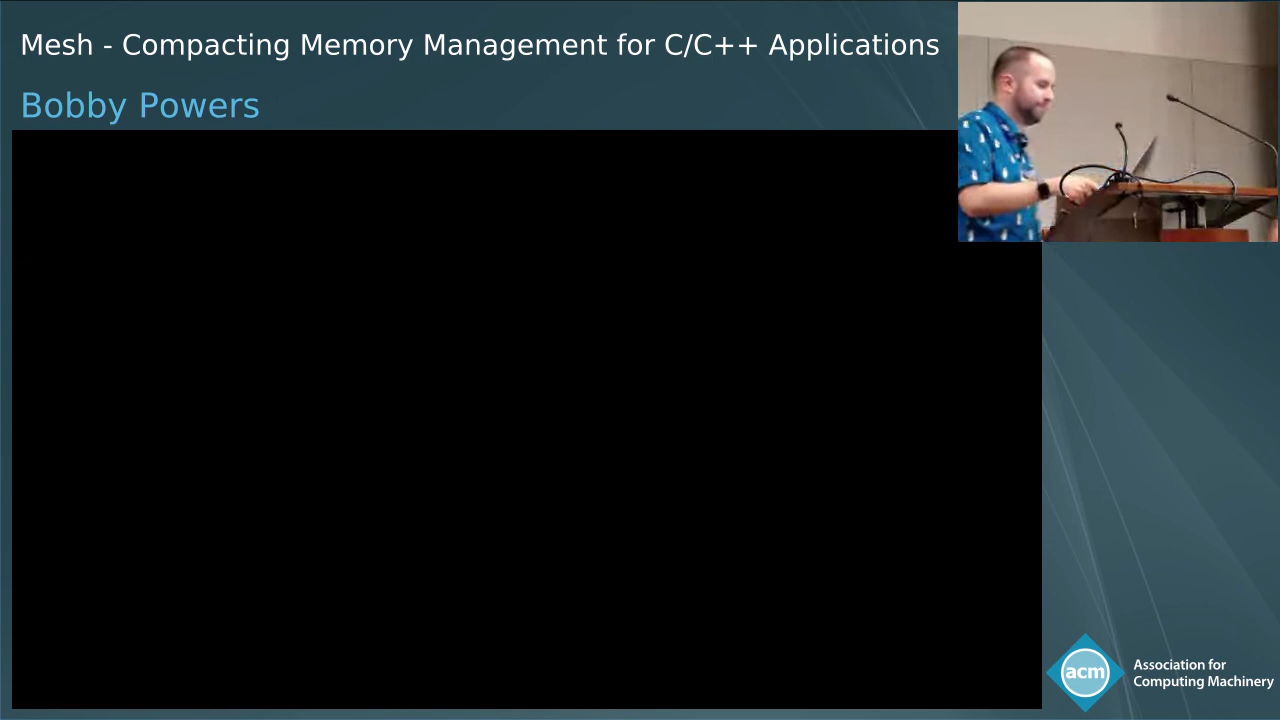 Mesh - Compacting Memory Management for C/C++ Applications
Bobby Powers
acm
Association for
Computing Machinery